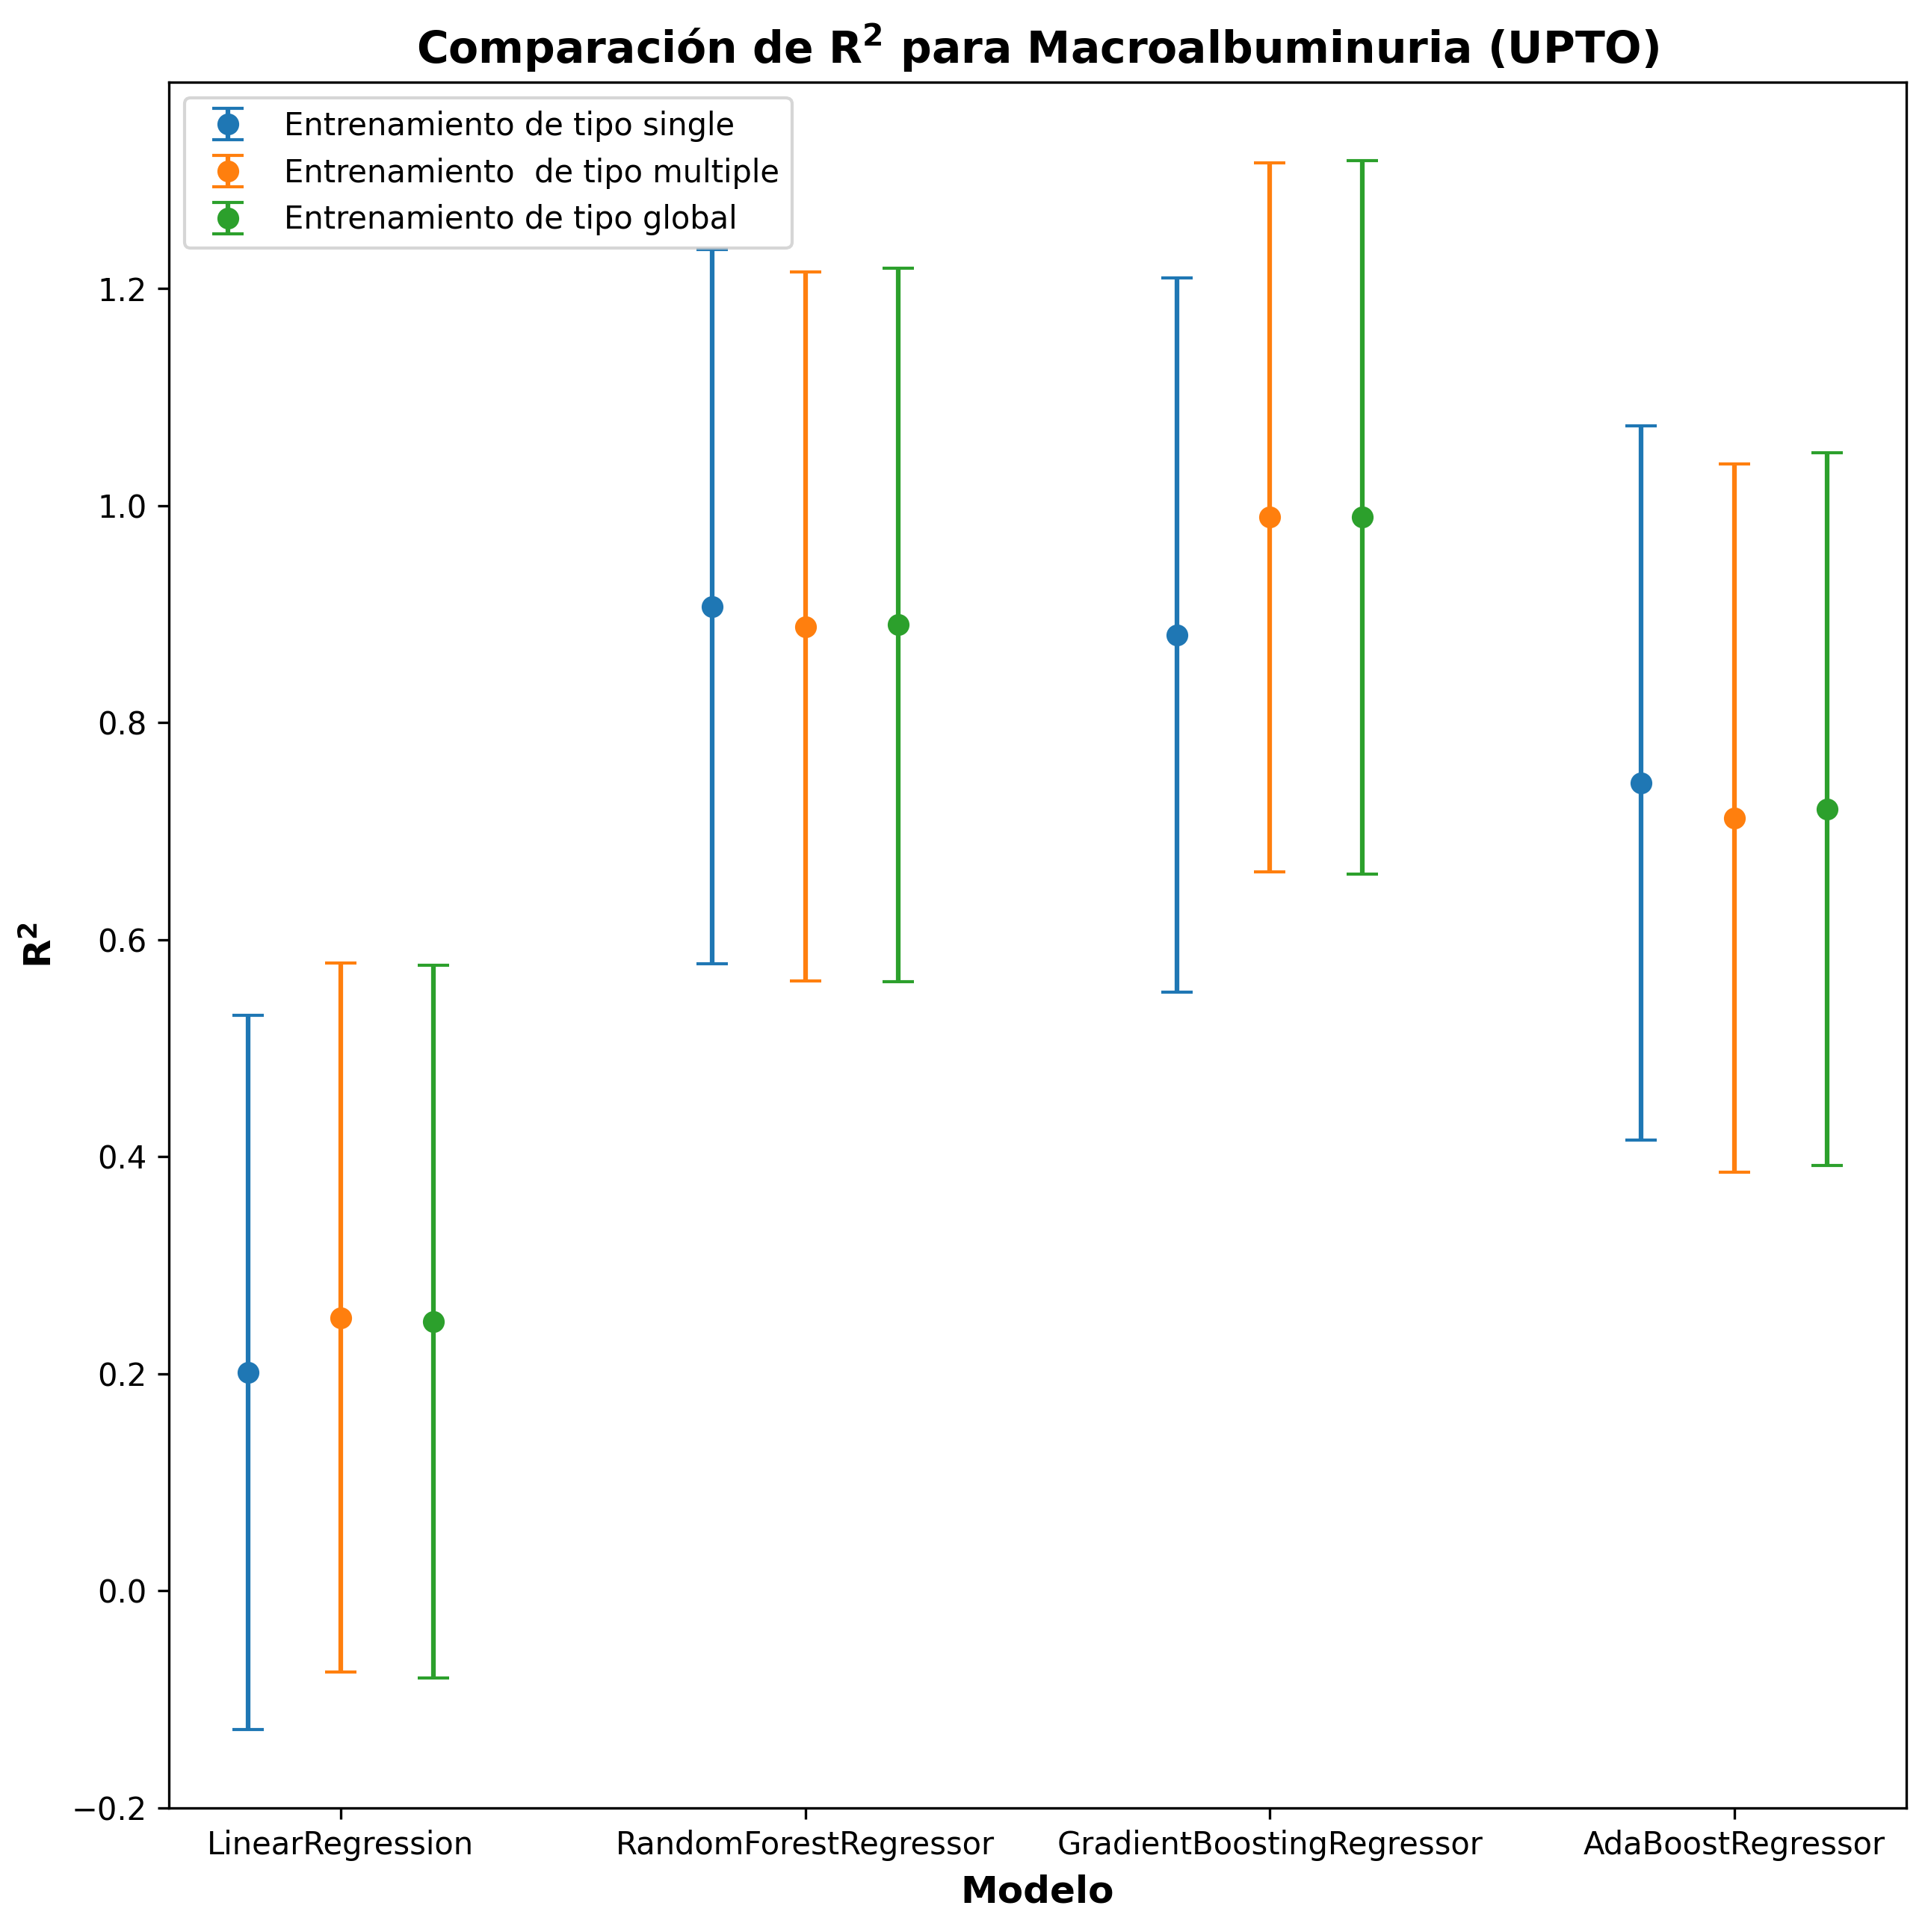 Comparación de R² para Macroalbuminuria (UPTO)
Entrenamiento de tipo single
Entrenamiento  de tipo multiple
Entrenamiento de tipo global
1.2
1.0
0.8
0.6
0.4
0.2
0.0
−0.2
R²
LinearRegression
RandomForestRegressor
GradientBoostingRegressor
AdaBoostRegressor
Modelo